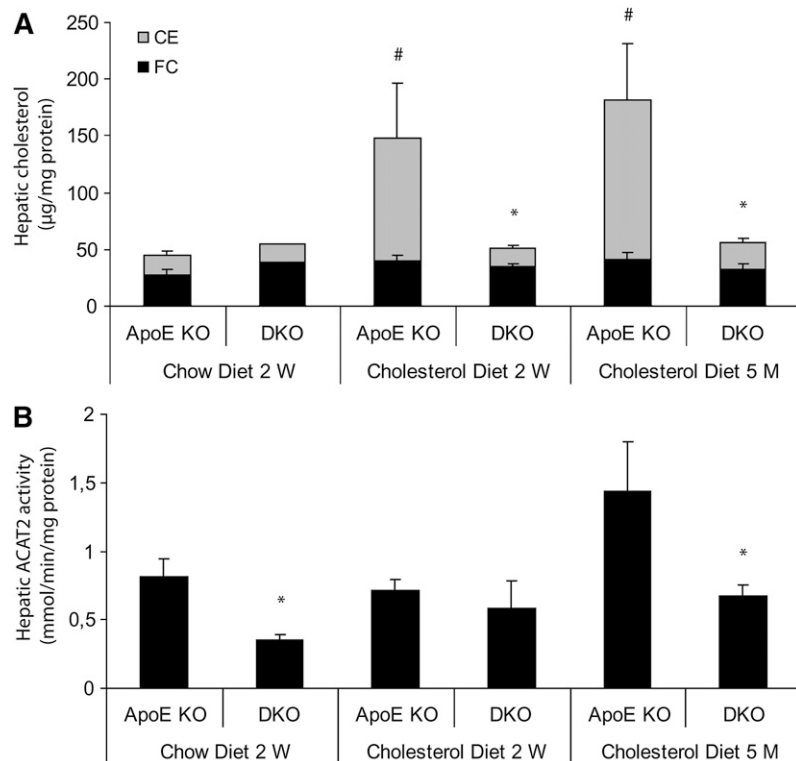 A
250
200
150
100
50
0
Hepatic cholesterol
(µg/mg protein)
CE
FC
#
*
#
*
ApoE KO DKO ApoE KO DKO ApoE KO DKO
Chow Diet 2 W Cholesterol Diet 2 W Cholesterol Diet 5 M
B
2
1,5
1
0,5
0
Hepatic ACAT2 activity
(mmol/min/mg protein)
*
*
ApoE KO DKO ApoE KO DKO ApoE KO DKO
Chow Diet 2 W Cholesterol Diet 2 W Cholesterol Diet 5 M